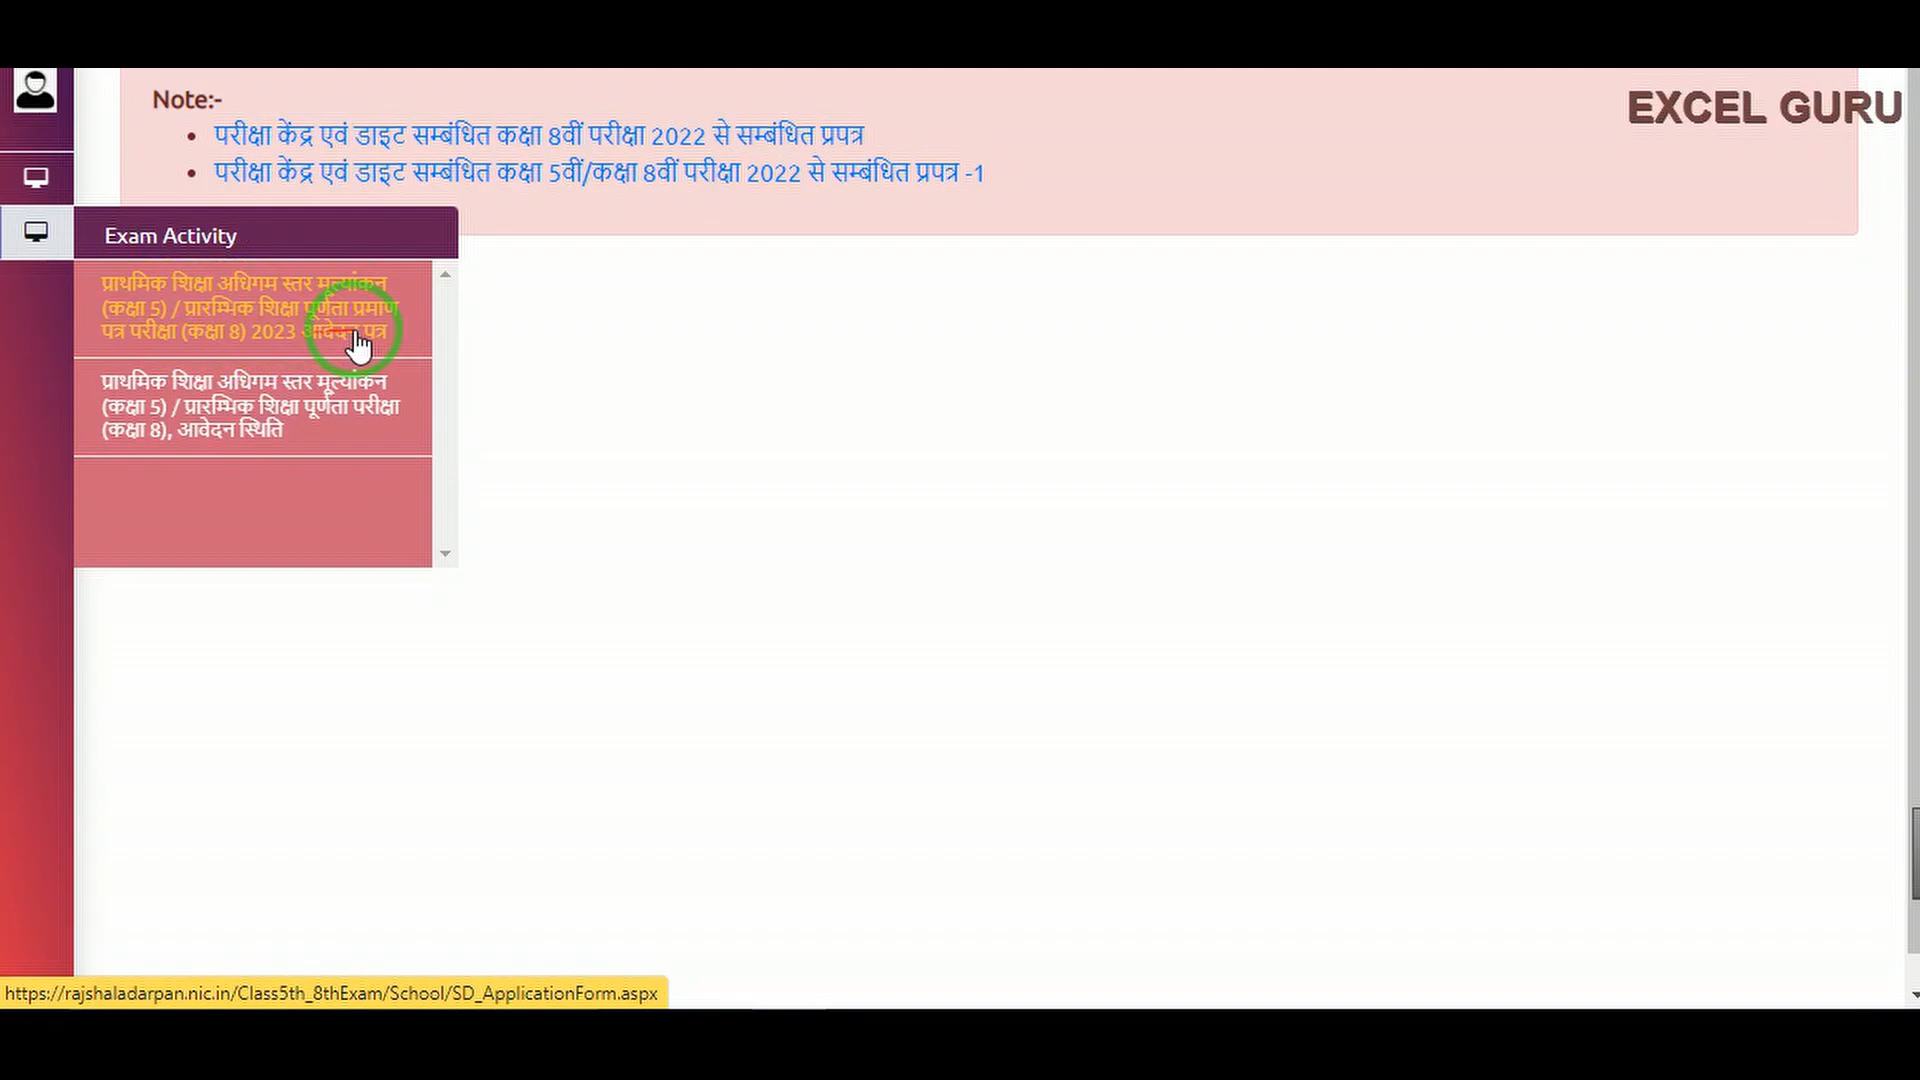 Note:-
EXCEL GURU
• परीक्षा केंद्र एवं डाइट सम्बंधित कक्षा 8वीं परीक्षा 2022 से सम्बंधित प्रपत्र
• परीक्षा केंद्र एवं डाइट सम्बंधित कक्षा 5वीं/कक्षा 8वीं परीक्षा 2022 से सम्बंधित प्रपत्र -1
Exam Activity
प्राथमिक शिक्षा अधिगम स्तर मूल्यांकन
(कक्षा 5) / प्रारम्भिक शिक्षा पूर्णता प्रमाण
पत्र परीक्षा (कक्षा 8) 2023 आवेदन पत्र
प्राथमिक शिक्षा अधिगम स्तर मूल्यांकन
(कक्षा 5) / प्रारम्भिक शिक्षा पूर्णता परीक्षा
(कक्षा 8), आवेदन स्थिति
https://rajshaladarpan.nic.in/Class5th_8thExam/School/SD_ApplicationForm.aspx